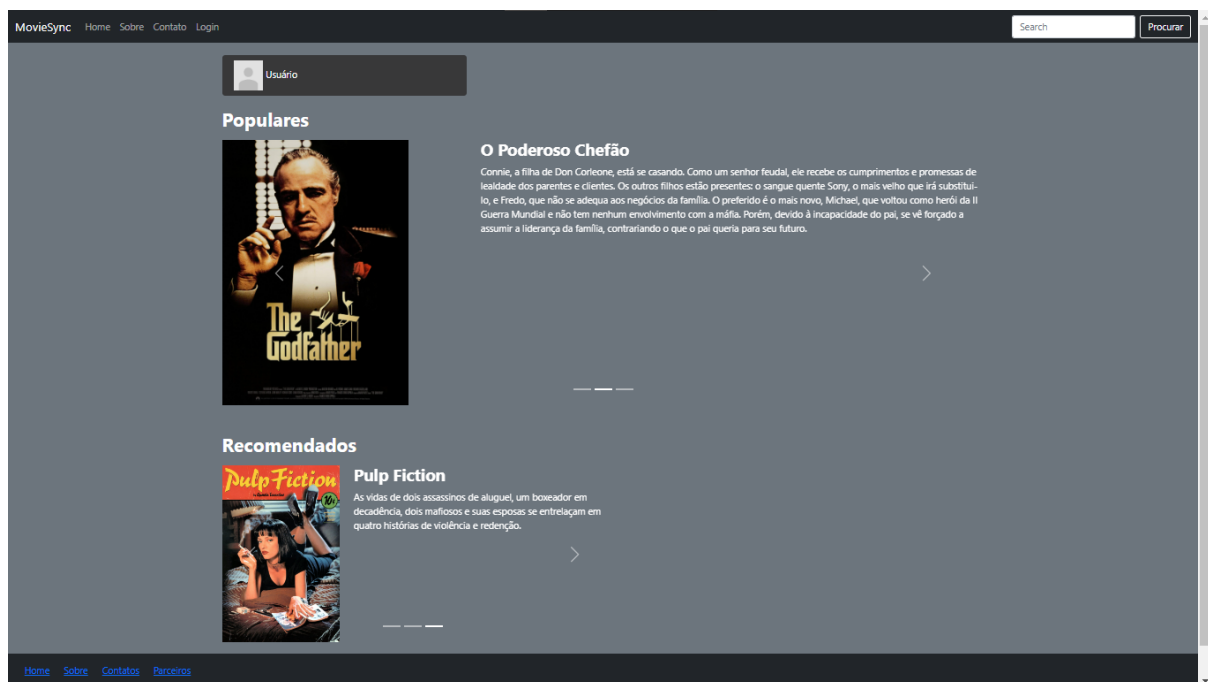 MovieSync Home Sobre Contato Login Search Procurar
Usuário
Populares
O Poderoso Chefão
Connie, a filha de Don Corleone, está se casando. Como um senhor feudal, ele recebe os cumprimentos e promessas de
lealdade dos parentes e clientes. Os outros filhos estão presentes: o sangue quente Sony, o mais velho que irá substitui-
lo, e Fredo, que não se adequa aos negócios da família. O preferido é o mais novo, Michael, que voltou como herói da II
Guerra Mundial e não tem nenhum envolvimento com a máfia. Porém, devido à incapacidade do pai, se vê forçado a
assumir a liderança da família, contrariando o que o pai queria para seu futuro.
The
Godfather
Recomendados
Pulp Fiction
10¢
Pulp Fiction
As vidas de dois assassinos de aluguel, um boxeador em
decadência, dois mafiosos e suas esposas se entrelaçam em
quatro histórias de violência e redenção.
Home Sobre Contatos Parceiros